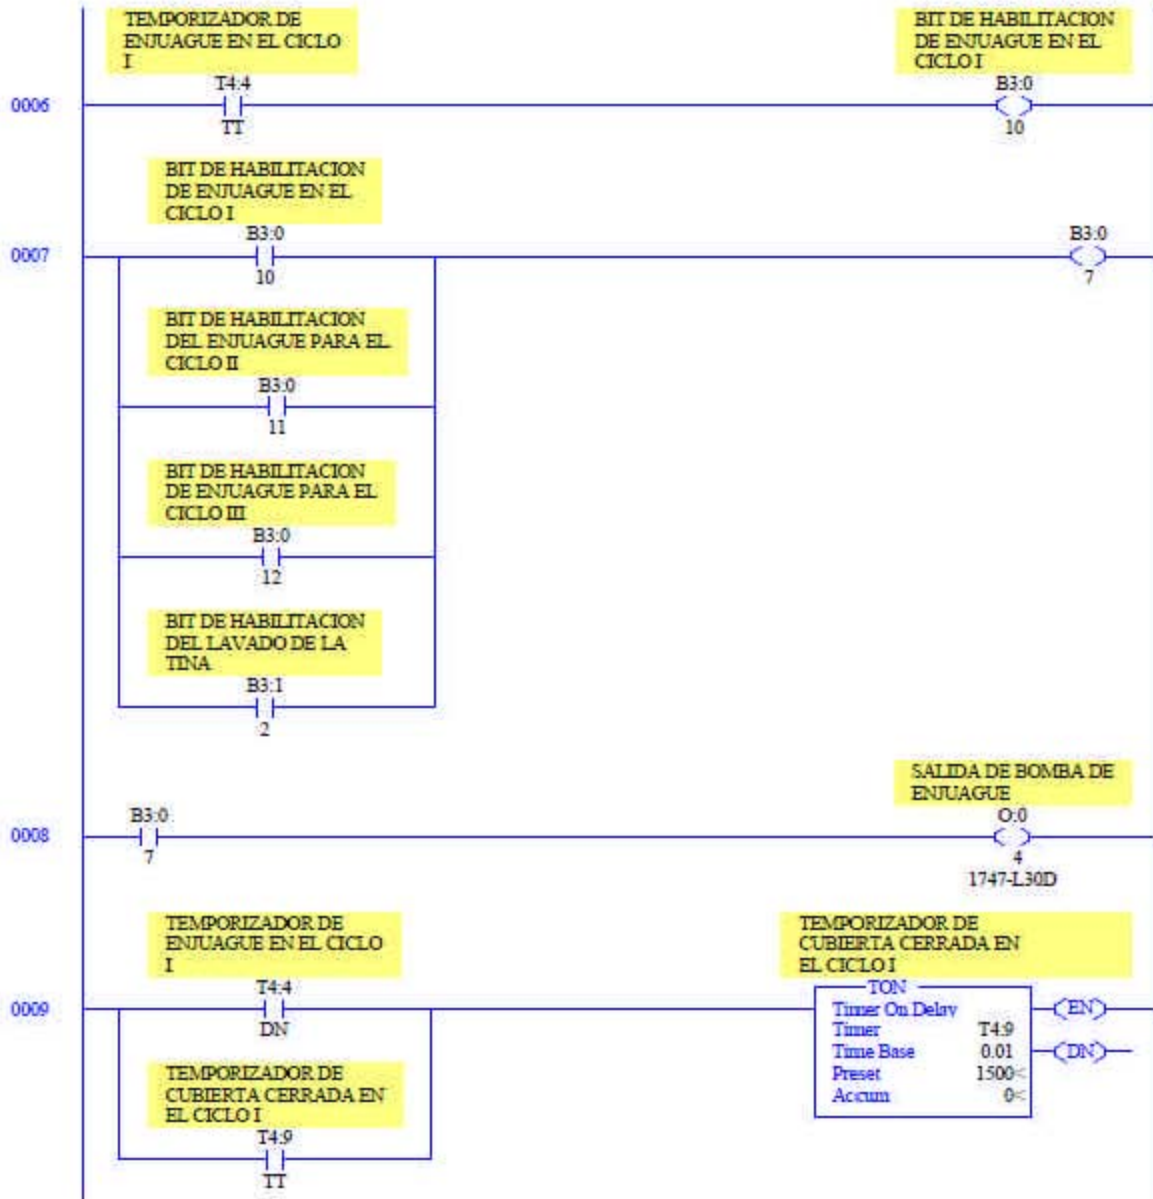 TEMPORIZADOR DE
ENJUAGUE EN EL CICLO
I
T4:4
TT
BIT DE HABILITACION
DE ENJUAGUE EN EL
CICLO I
B3:0
10
0006
BIT DE HABILITACION
DE ENJUAGUE EN EL
CICLO I
B3:0
10
B3:0
7
0007
BIT DE HABILITACION
DEL ENJUAGUE PARA EL
CICLO II
B3:0
11
BIT DE HABILITACION
DE ENJUAGUE PARA EL
CICLO III
B3:0
12
BIT DE HABILITACION
DEL LAVADO DE LA
TINA
B3:1
2
SALIDA DE BOMBA DE
ENJUAGUE
B3:0
7
O:0
4
1747-L30D
0008
TEMPORIZADOR DE
ENJUAGUE EN EL CICLO
I
T4:4
DN
TEMPORIZADOR DE
CUBIERTA CERRADA EN
EL CICLO I
0009
TON
Timer On Delay
Timer T4:9
Time Base 0.01
Preset 1500<
Accum 0<
EN
DN
TEMPORIZADOR DE
CUBIERTA CERRADA EN
EL CICLO I
T4:9
TT